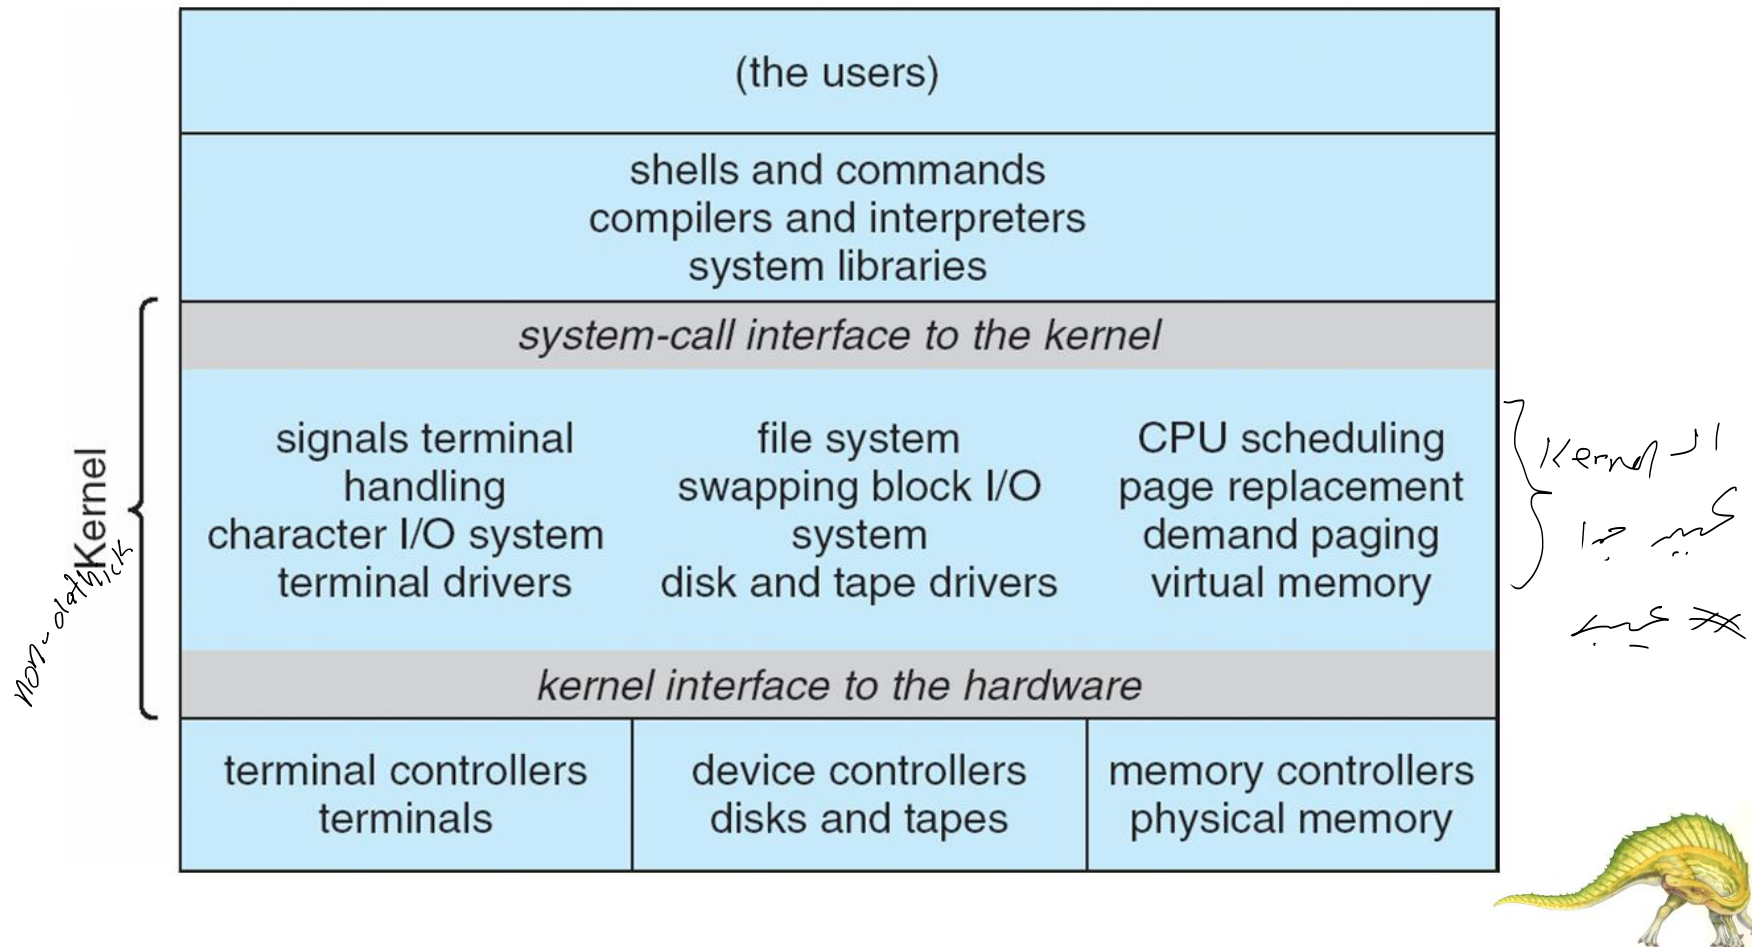 (the users)
shells and commands
compilers and interpreters
system libraries
system-call interface to the kernel
signals terminal
handling
character I/O system
terminal drivers
file system
swapping block I/O
system
disk and tape drivers
CPU scheduling
page replacement
demand paging
virtual memory
kernel interface to the hardware
terminal controllers
terminals
device controllers
disks and tapes
memory controllers
physical memory
Kernel
الـ Kernel
كبير جدا
عيب